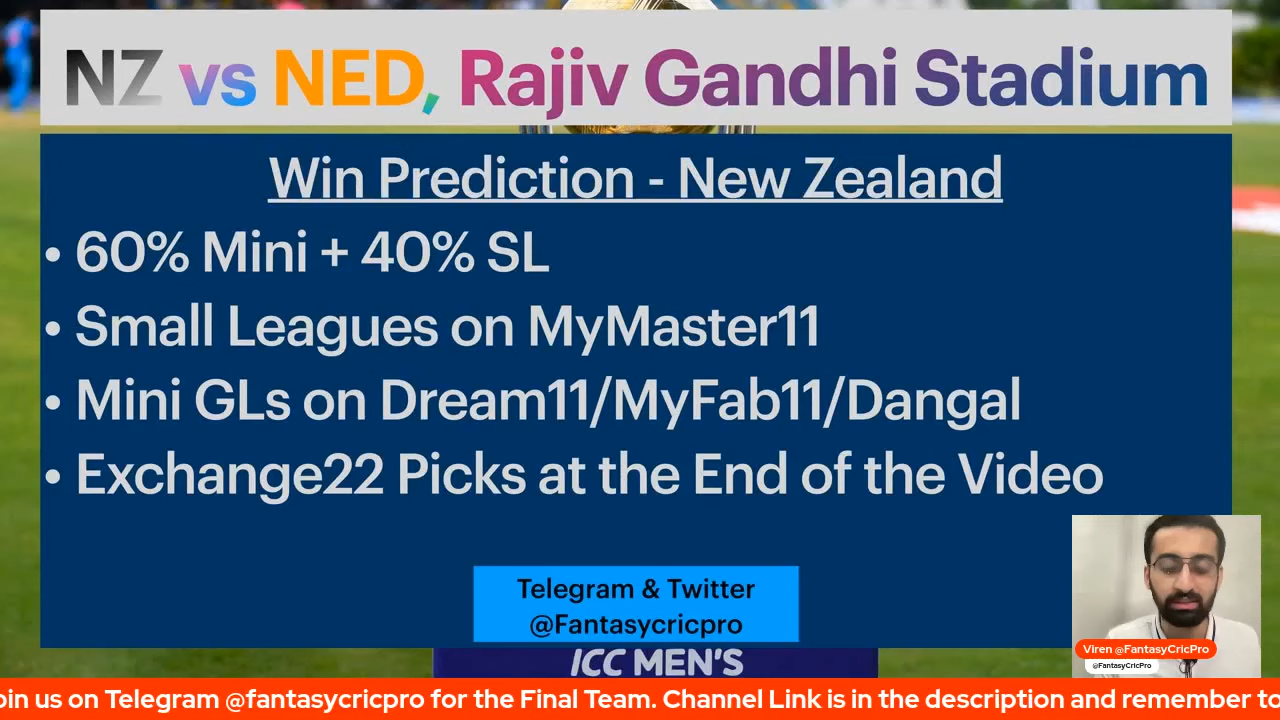 NZ vs NED, Rajiv Gandhi Stadium
Win Prediction - New Zealand
• 60% Mini + 40% SL
• Small Leagues on MyMaster11
• Mini GLs on Dream11/MyFab11/Dangal
• Exchange22 Picks at the End of the Video
Telegram & Twitter
@Fantasycricpro
Viren @FantasyCricPro
@FantasyCricPro
ICC MEN'S
oin us on Telegram @fantasycricpro for the Final Team. Channel Link is in the description and remember to